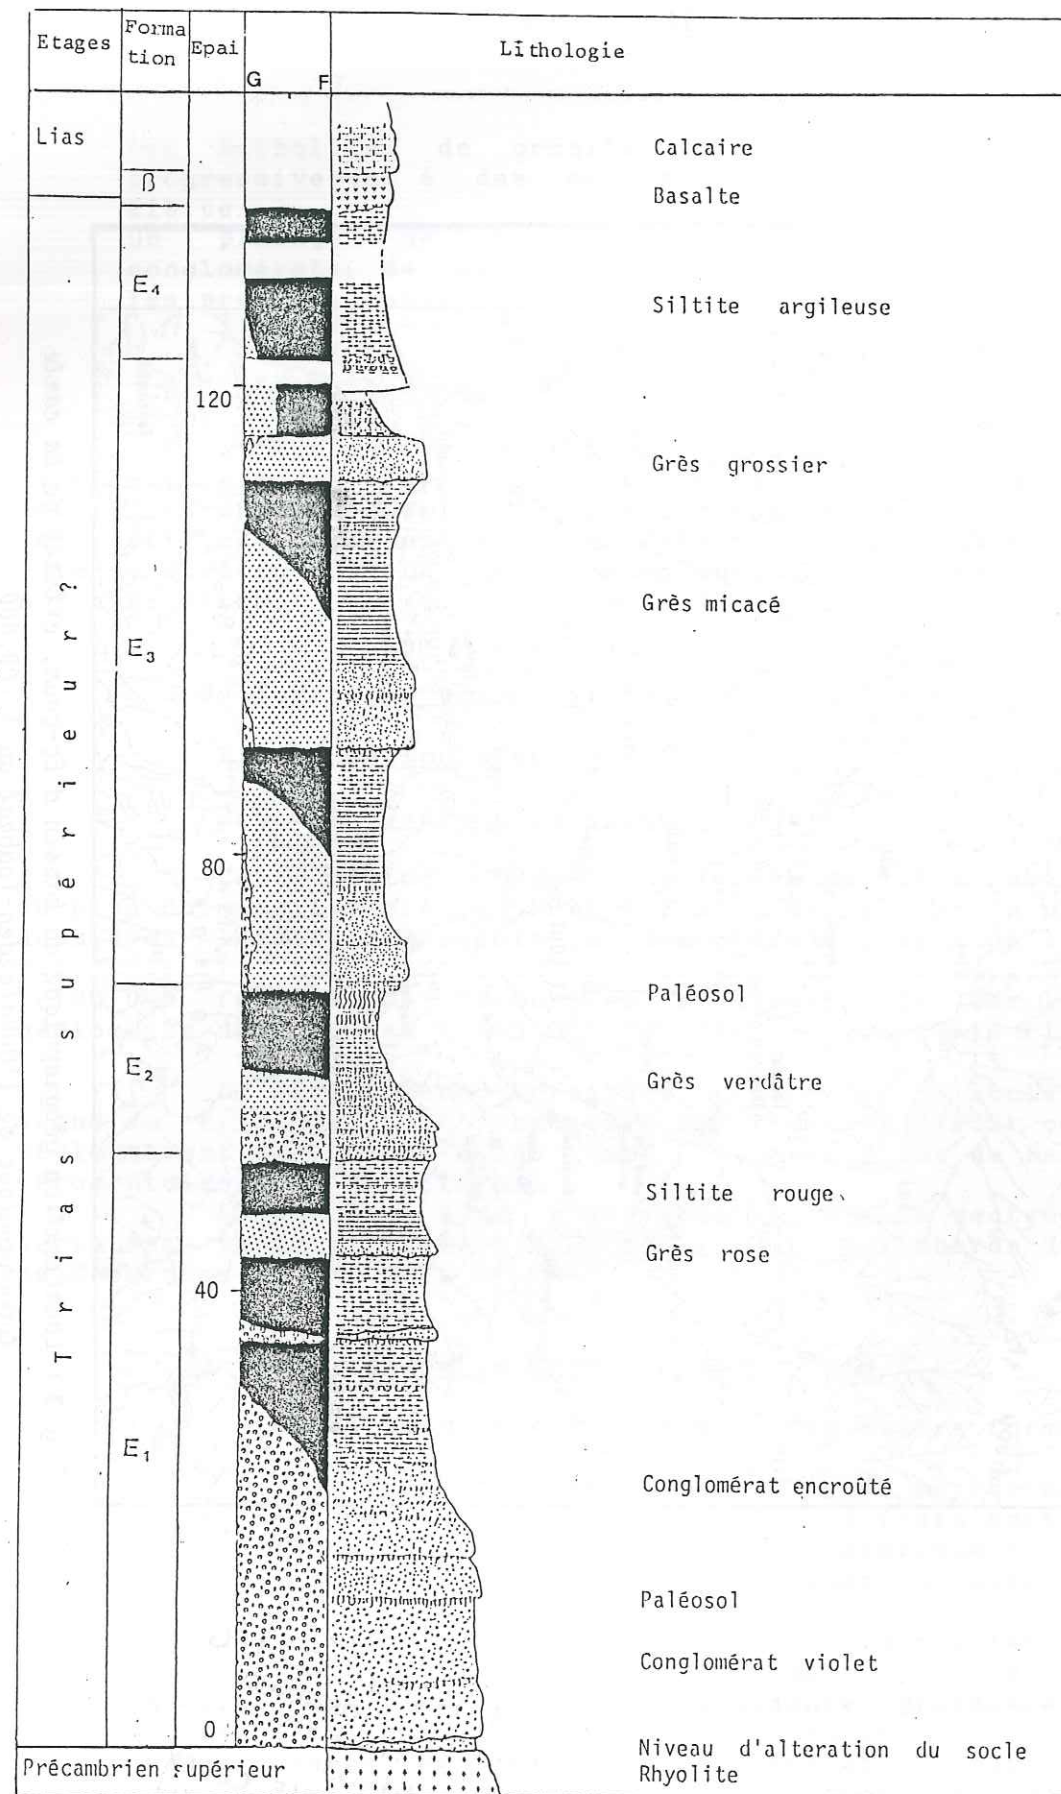 Etages
Forma
tion
Epai
G F
Lithologie
Lias
Calcaire
β
Basalte
E₄
Siltite argileuse
120
Grès grossier
Grès micacé
E₃
Trias supérieur ?
80
Paléosol
E₂
Grès verdâtre
Siltite rouge
Grès rose
40
E₁
Conglomérat encroûté
Paléosol
Conglomérat violet
0
Niveau d'alteration du socle
Précambrien supérieur
Rhyolite